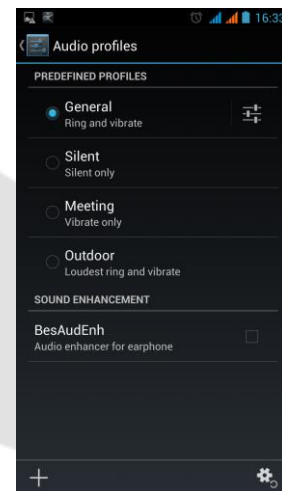 16:33
Audio profiles
PREDEFINED PROFILES
General
Ring and vibrate
Silent
Silent only
Meeting
Vibrate only
Outdoor
Loudest ring and vibrate
SOUND ENHANCEMENT
BesAudEnh
Audio enhancer for earphone